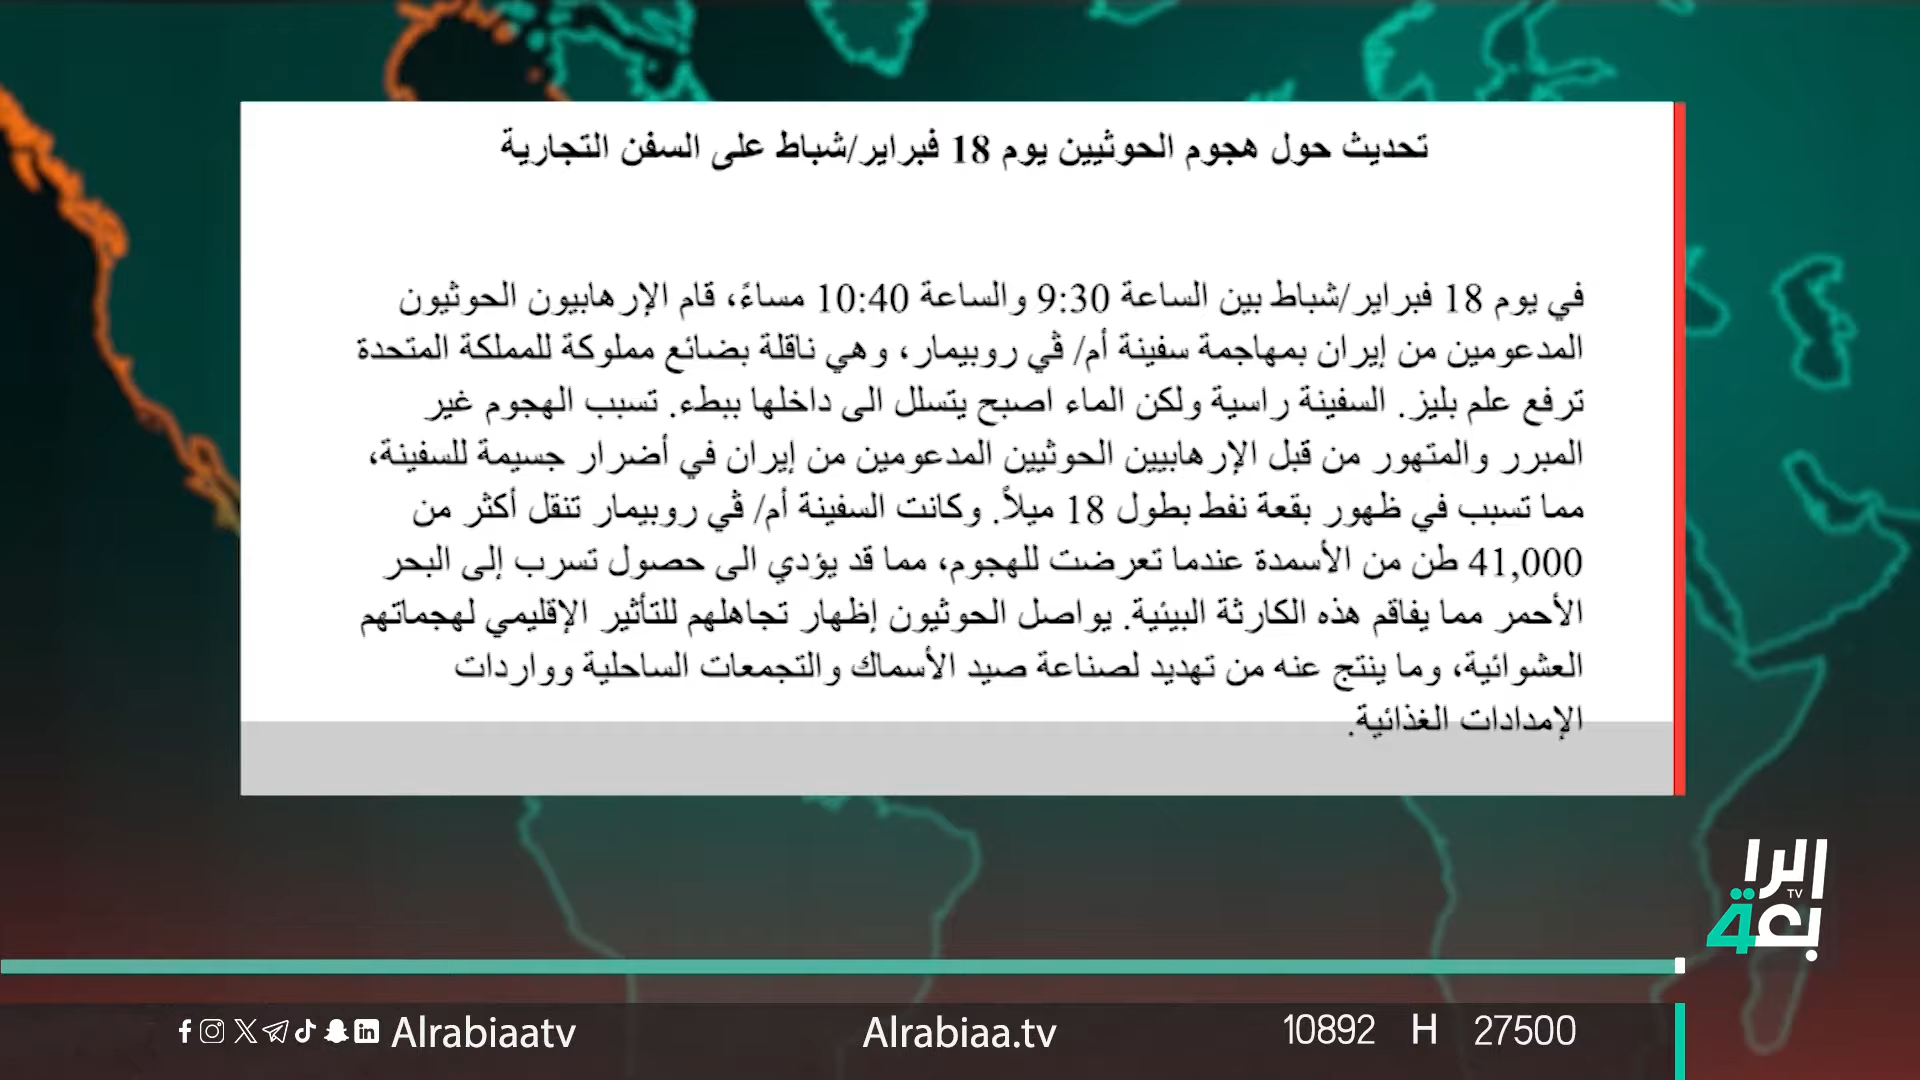 تحديث حول هجوم الحوثيين يوم 18 فبراير/شباط على السفن التجارية
في يوم 18 فبراير/شباط بين الساعة 9:30 والساعة 10:40 مساءً، قام الإرهابيون الحوثيون
المدعومين من إيران بمهاجمة سفينة أم/ ڤي روبيمار، وهي ناقلة بضائع مملوكة للمملكة المتحدة
ترفع علم بليز. السفينة راسية ولكن الماء اصبح يتسلل الى داخلها ببطء. تسبب الهجوم غير
المبرر والمتهور من قبل الإرهابيين الحوثيين المدعومين من إيران في أضرار جسيمة للسفينة،
مما تسبب في ظهور بقعة نفط بطول 18 ميلاً. وكانت السفينة أم/ ڤي روبيمار تنقل أكثر من
41,000 طن من الأسمدة عندما تعرضت للهجوم، مما قد يؤدي الى حصول تسرب إلى البحر
الأحمر مما يفاقم هذه الكارثة البيئية. يواصل الحوثيون إظهار تجاهلهم للتأثير الإقليمي لهجماتهم
العشوائية، وما ينتج عنه من تهديد لصناعة صيد الأسماك والتجمعات الساحلية وواردات
الإمدادات الغذائية.
الرا
TV
بعة
Alrabiaatv
Alrabiaa.tv
10892 H 27500